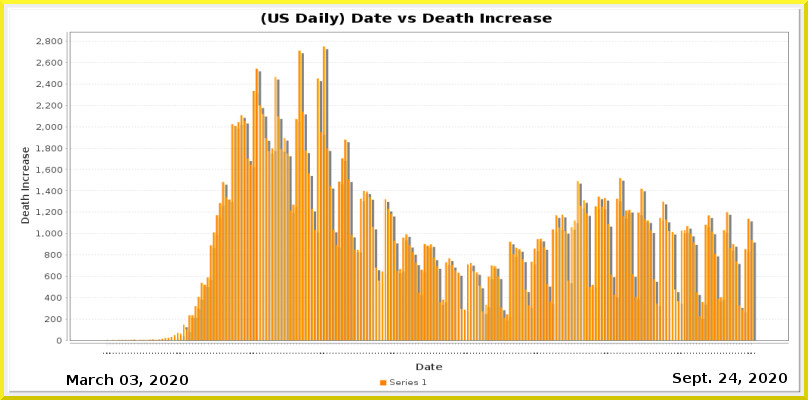 (US Daily) Date vs Death Increase
2,800
2,600
2,400
2,200
2,000
1,800
1,600
1,400
1,200
1,000
800
600
400
200
0
Death Increase
Date
March 03, 2020
Series 1
Sept. 24, 2020